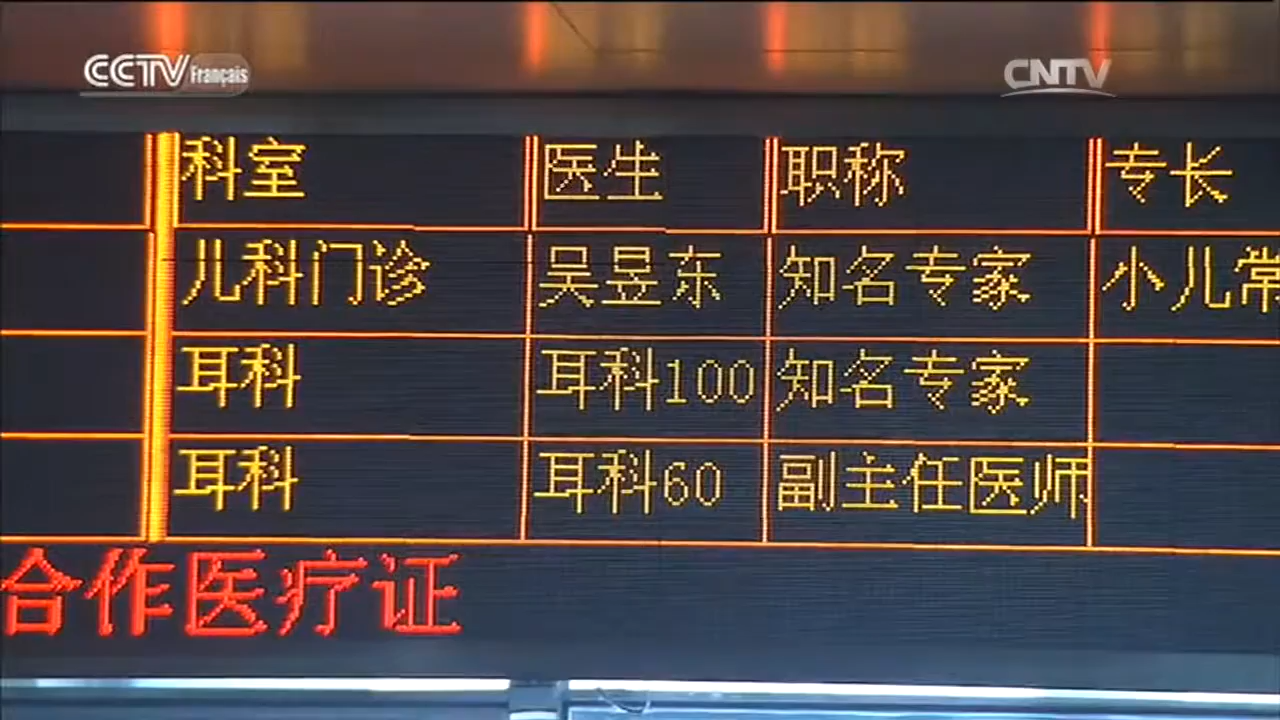 CCTV Français CNTV
科室 医生 职称 专长
儿科门诊 吴昱东 知名专家 小儿常
耳科 耳科100 知名专家
耳科 耳科60 副主任医师
合作医疗证